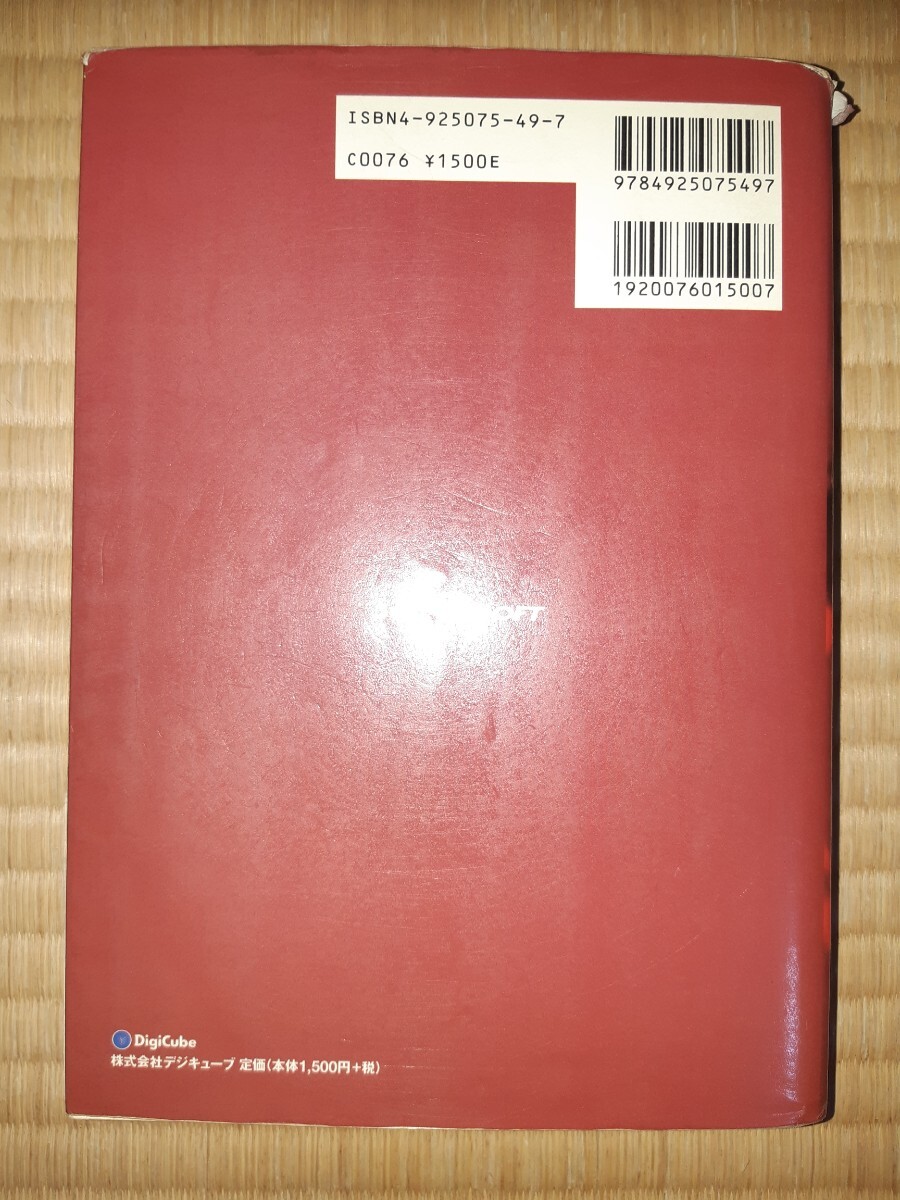 ISBN4-925075-49-7
C0076 ¥1500E
9784925075497
1920076015007
DigiCube
株式会社デジキューブ 定価(本体1,500円+税)